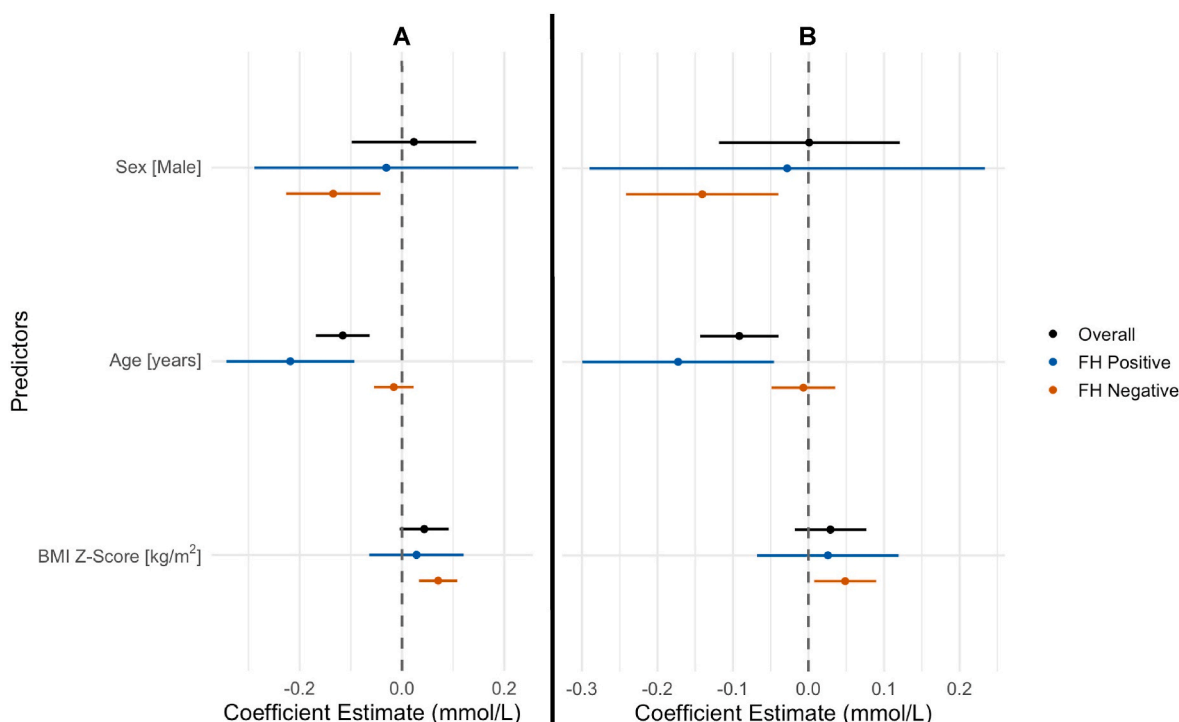 A
B
Sex [Male]
Age [years]
BMI Z-Score [kg/m²]
Predictors
Overall
FH Positive
FH Negative
-0.2 0.0 0.2
-0.3 -0.2 -0.1 0.0 0.1 0.2
Coefficient Estimate (mmol/L)
Coefficient Estimate (mmol/L)